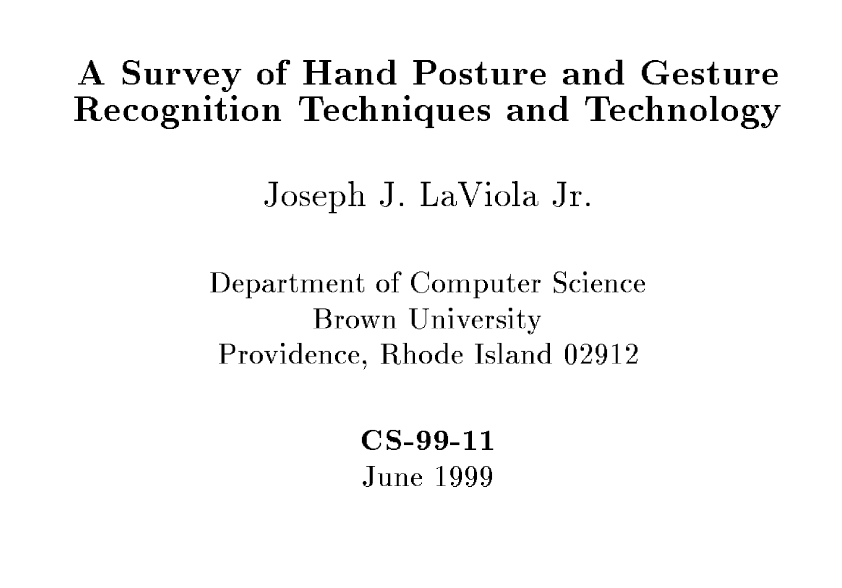 A Survey of Hand Posture and Gesture
Recognition Techniques and Technology
Joseph J. LaViola Jr.
Department of Computer Science
Brown University
Providence, Rhode Island 02912
CS-99-11
June 1999